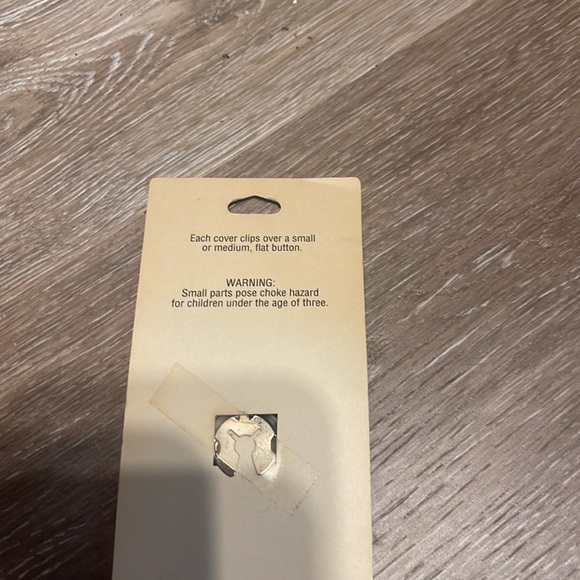 Each cover clips over a small
or medium, flat button.
WARNING:
Small parts pose choke hazard
for children under the age of three.